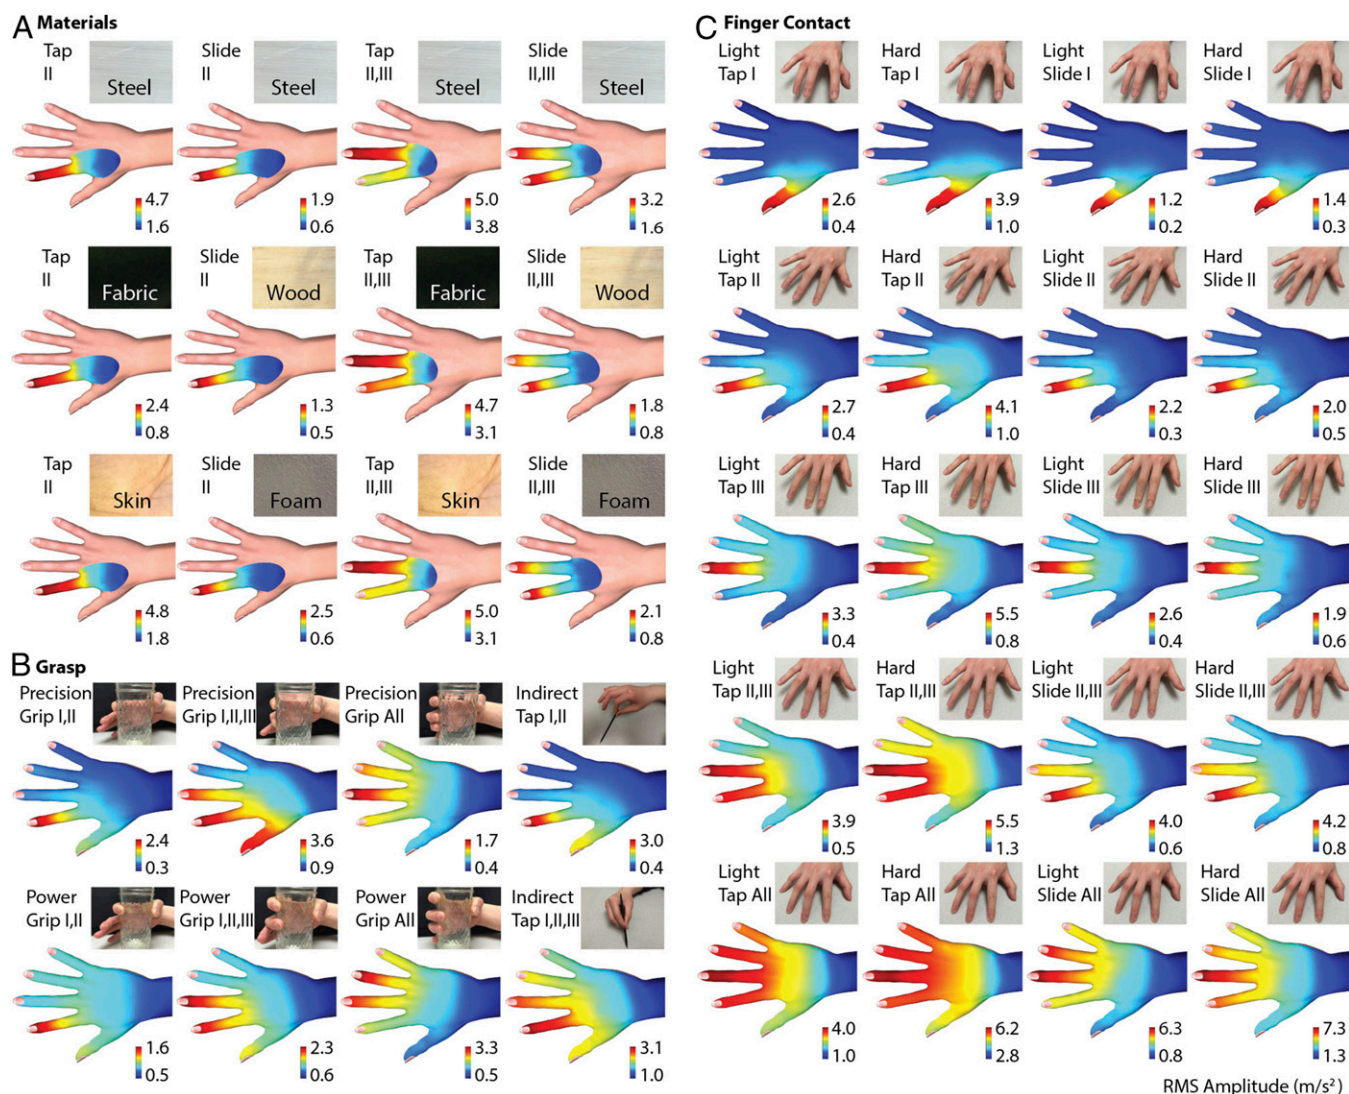 A Materials
Tap
II
Steel
Slide
II
Steel
Tap
II,III
Steel
Slide
II,III
Steel
4.7
1.6
1.9
0.6
5.0
3.8
3.2
1.6
Tap
II
Fabric
Slide
II
Wood
Tap
II,III
Fabric
Slide
II,III
Wood
2.4
0.8
1.3
0.5
4.7
3.1
1.8
0.8
Tap
II
Skin
Slide
II
Foam
Tap
II,III
Skin
Slide
II,III
Foam
4.8
1.8
2.5
0.6
5.0
3.1
2.1
0.8
B Grasp
Precision
Grip I,II
Precision
Grip I,II,III
Precision
Grip All
Indirect
Tap I,II
2.4
0.3
3.6
0.9
1.7
0.4
3.0
0.4
Power
Grip I,II
Power
Grip I,II,III
Power
Grip All
Indirect
Tap I,II,III
1.6
0.5
2.3
0.6
3.3
0.5
3.1
1.0
C Finger Contact
Light
Tap I
Hard
Tap I
Light
Slide I
Hard
Slide I
2.6
0.4
3.9
1.0
1.2
0.2
1.4
0.3
Light
Tap II
Hard
Tap II
Light
Slide II
Hard
Slide II
2.7
0.4
4.1
1.0
2.2
0.3
2.0
0.5
Light
Tap III
Hard
Tap III
Light
Slide III
Hard
Slide III
3.3
0.4
5.5
0.8
2.6
0.4
1.9
0.6
Light
Tap II,III
Hard
Tap II,III
Light
Slide II,III
Hard
Slide II,III
3.9
0.5
5.5
1.3
4.0
0.6
4.2
0.8
Light
Tap All
Hard
Tap All
Light
Slide All
Hard
Slide All
4.0
1.0
6.2
2.8
6.3
0.8
7.3
1.3
RMS Amplitude (m/s²)